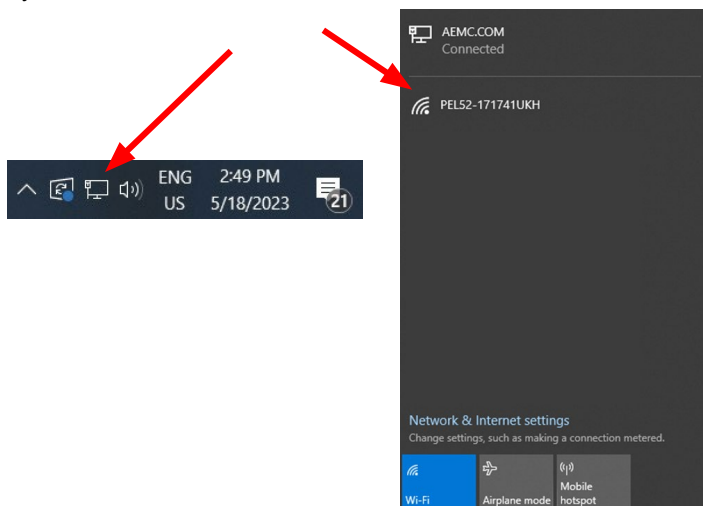 ENG
US
2:49 PM
5/18/2023
21
AEMC.COM
Connected
PEL52-171741UKH
Network & Internet settings
Change settings, such as making a connection metered.
Wi-Fi
Airplane mode
Mobile
hotspot